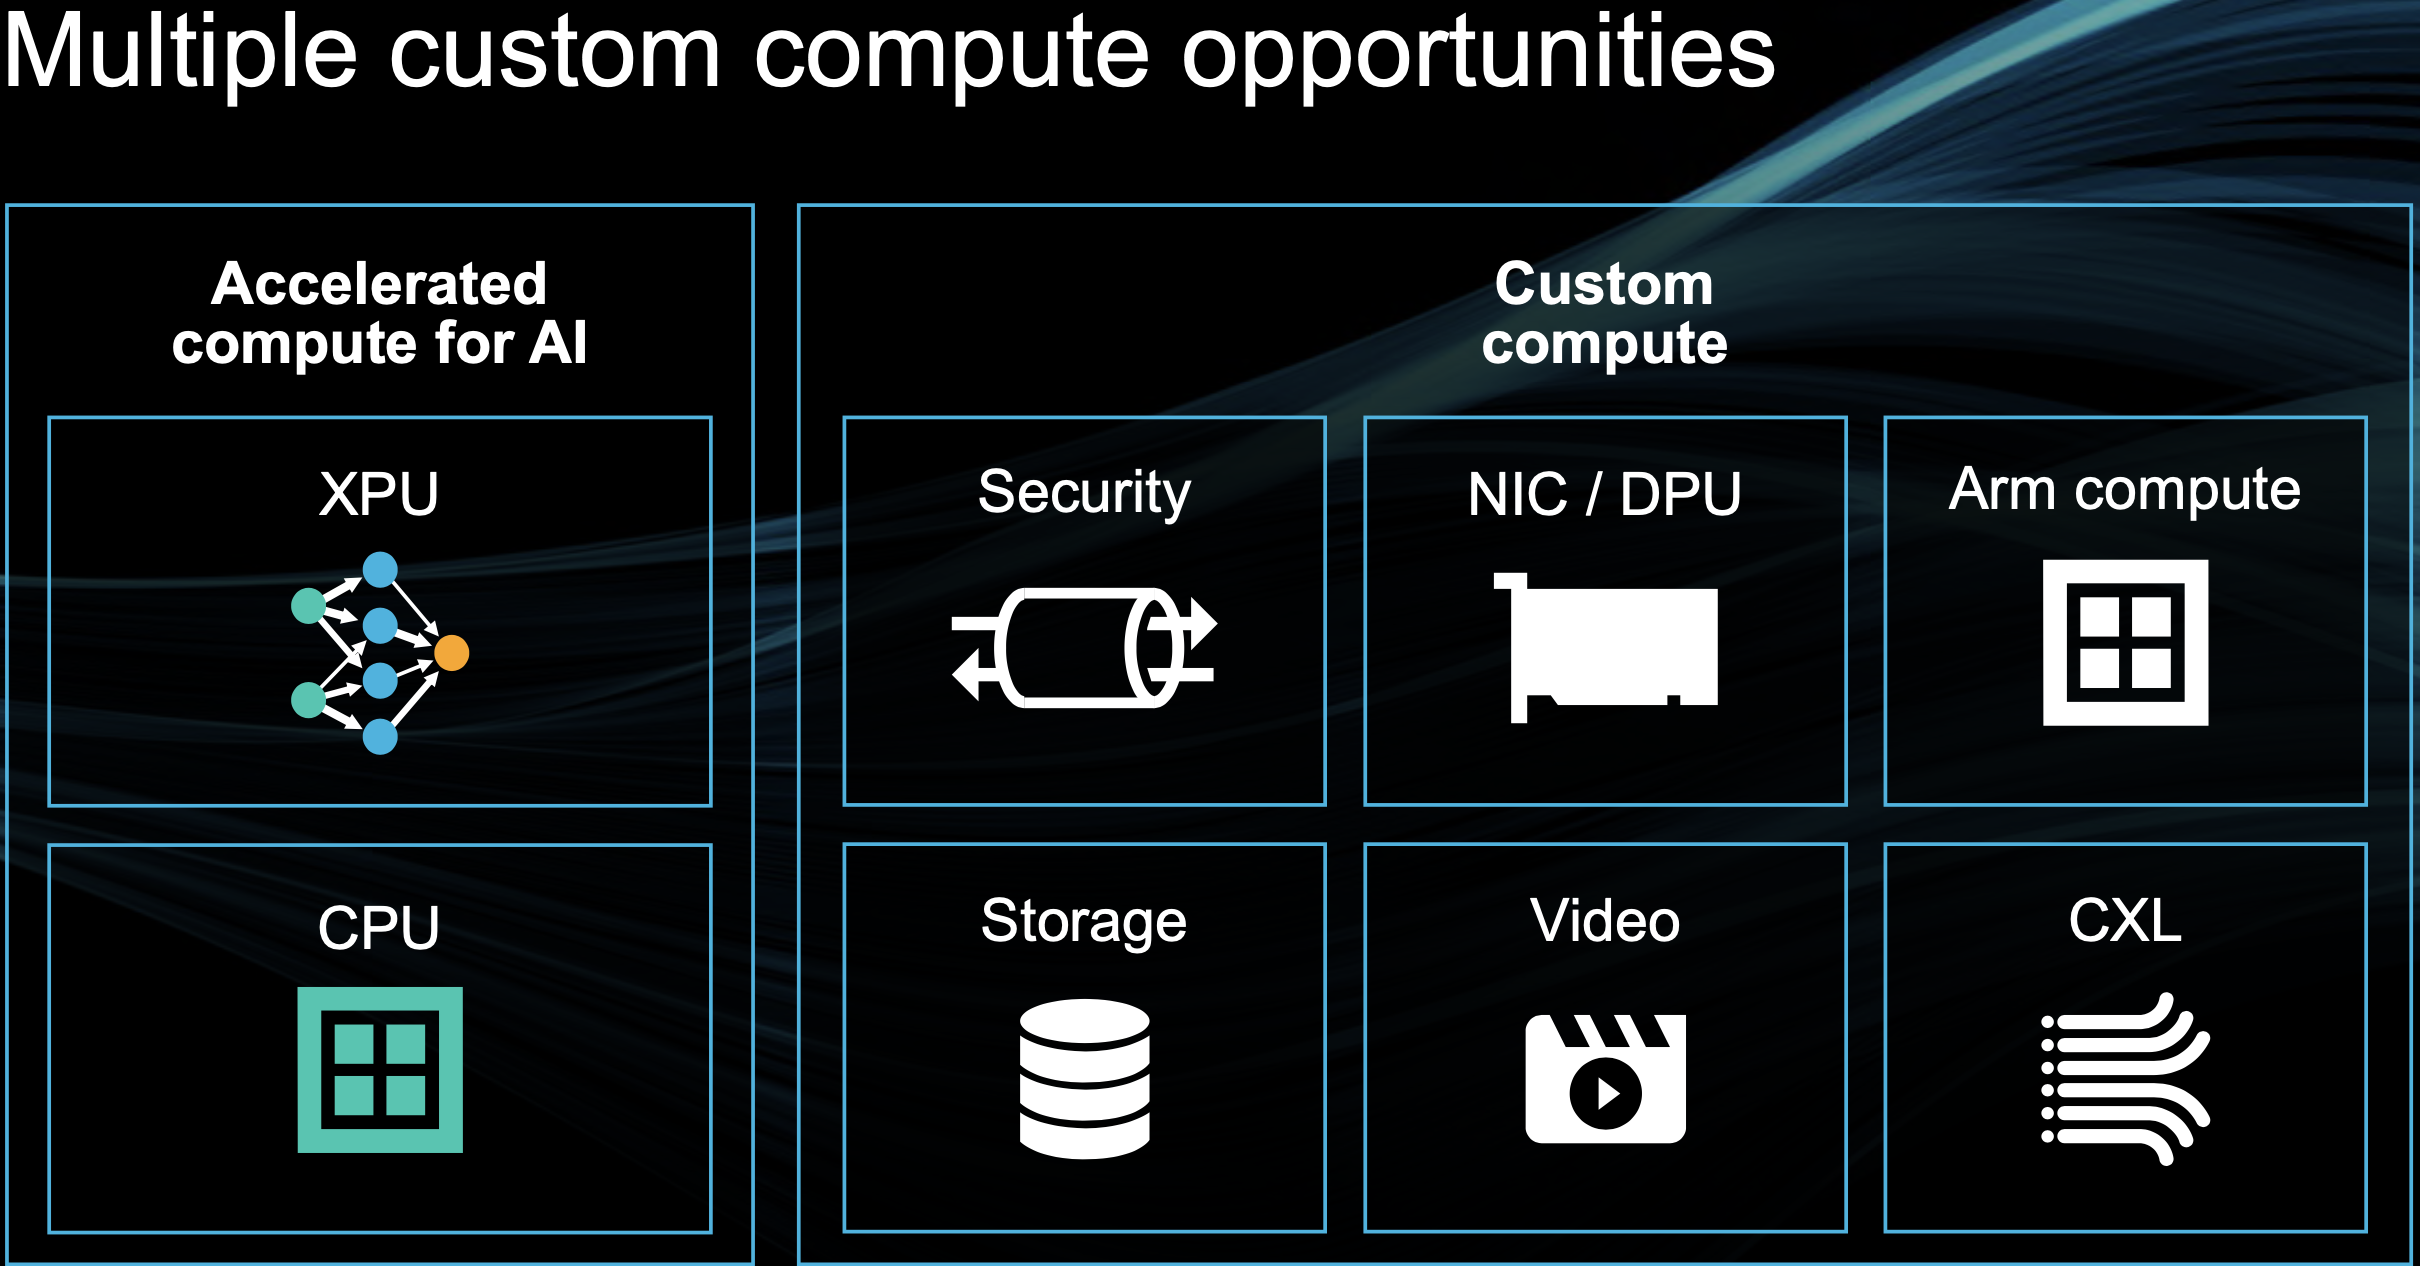 Multiple custom compute opportunities
Accelerated
compute for AI
XPU
CPU
Custom
compute
Security
NIC / DPU
Arm compute
Storage
Video
CXL